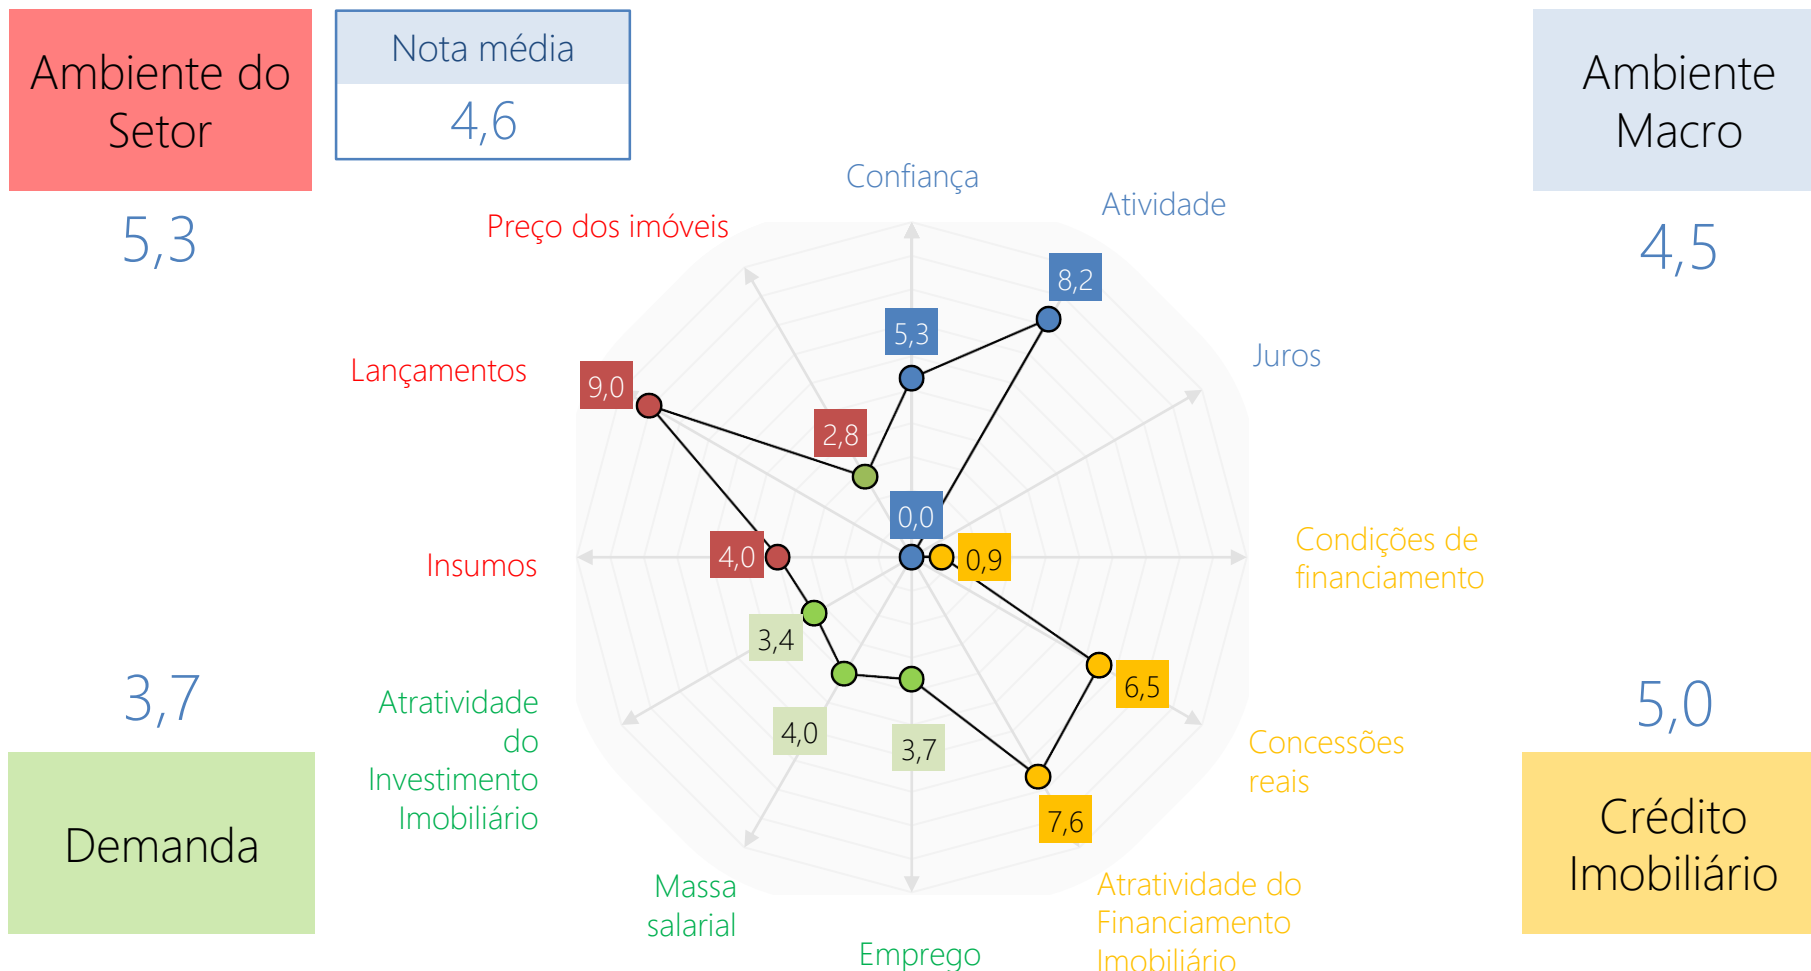 Ambiente do
Setor
5,3
Nota média
4,6
Ambiente
Macro
4,5
Confiança
Atividade
Preço dos imóveis
8,2
5,3
Juros
Lançamentos
9,0
2,8
0,0
Condições de
financiamento
0,9
4,0
Insumos
3,4
6,5
4,0
3,7
Concessões
reais
7,6
Atratividade
do
Investimento
Imobiliário
Massa
salarial
Emprego
Atratividade do
Financiamento
Imobiliário
3,7
Demanda
5,0
Crédito
Imobiliário